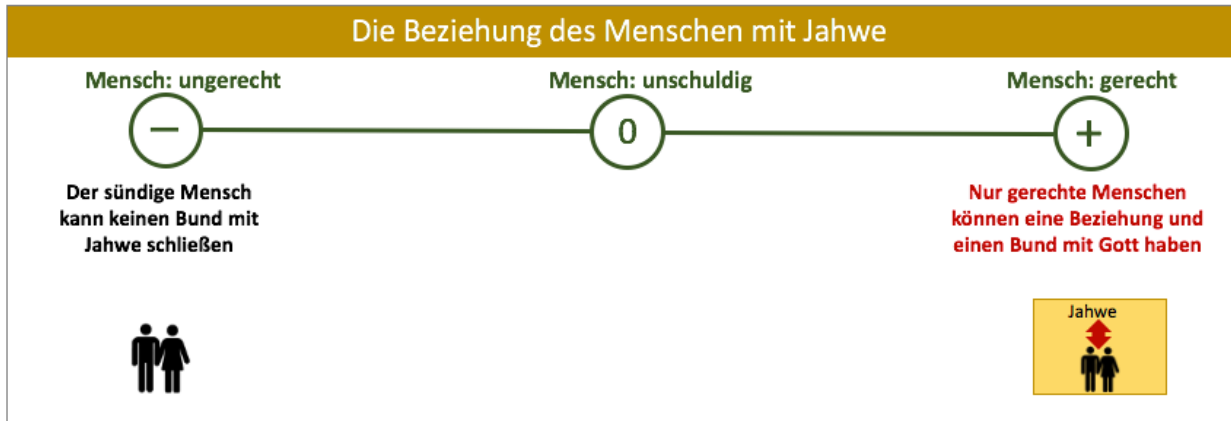 Die Beziehung des Menschen mit Jahwe
Mensch: ungerecht
Mensch: unschuldig
Mensch: gerecht
−
0
+
Der sündige Mensch
kann keinen Bund mit
Jahwe schließen
Nur gerechte Menschen
können eine Beziehung und
einen Bund mit Gott haben
Jahwe